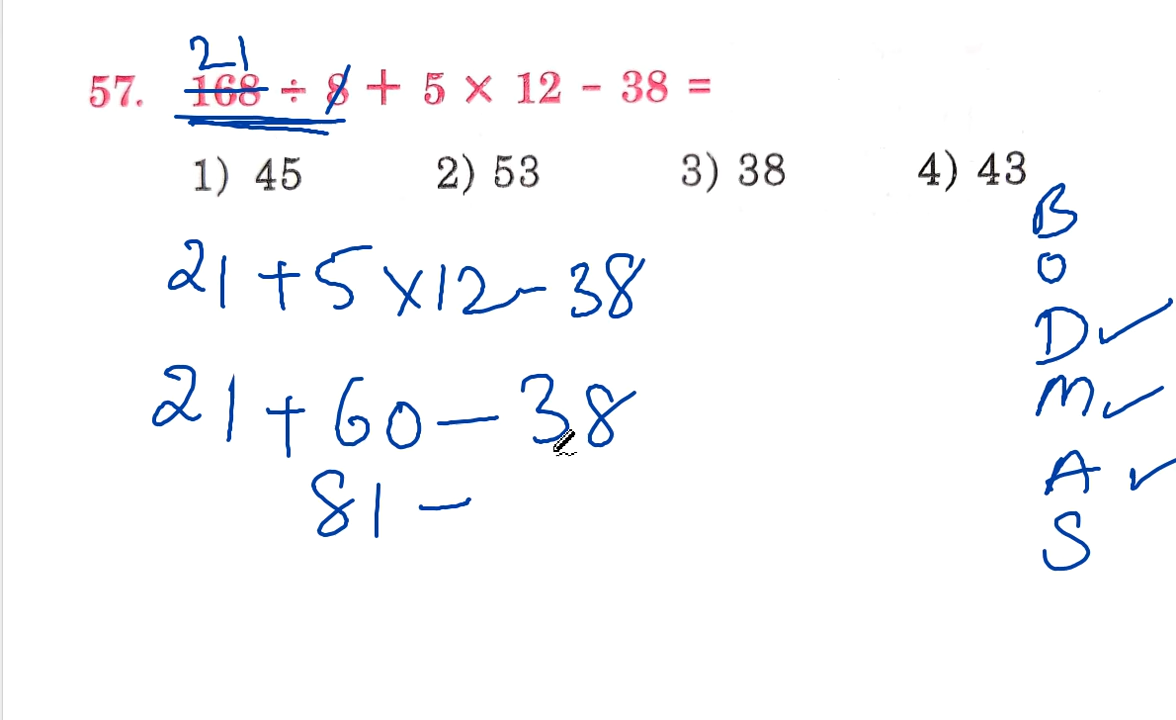 21
57. 168 ÷ 8 + 5 × 12 - 38 =
1) 45 2) 53 3) 38 4) 43
21 + 5 × 12 - 38
21 + 60 - 38
81 -
B
O
D ✓
M ✓
A ✓
S